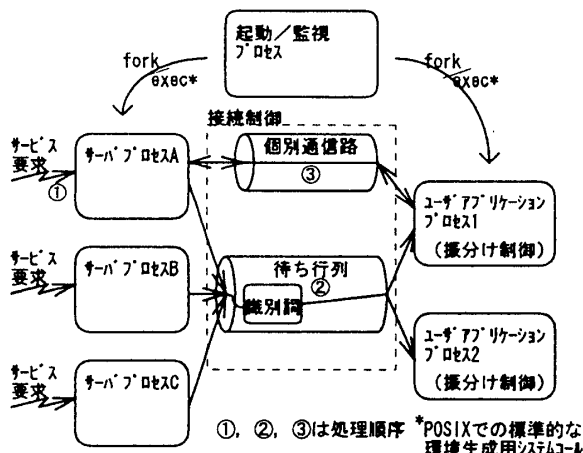 起動／監視
プロセス
fork
/exec*
fork
/exec*
接続制御
サービス
要求
①
サーバプロセスA
個別通信路
③
ユーザアプリケーション
プロセス1
(振分け制御)
サービス
要求
サーバプロセスB
待ち行列
②
識別詞
ユーザアプリケーション
プロセス2
(振分け制御)
サービス
要求
サーバプロセスC
①, ②, ③は処理順序
*POSIXでの標準的な
環境生成用システムコール